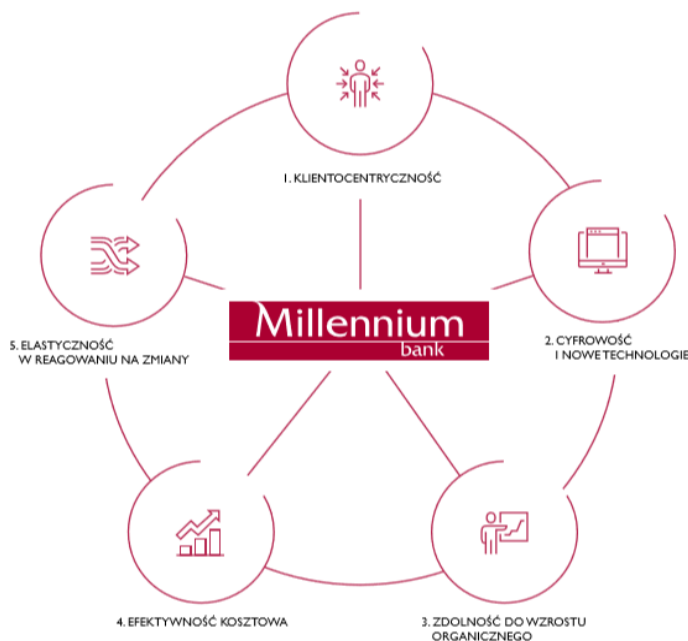 1. KLIENTOCENTRYCZNOŚĆ
2. CYFROWOŚĆ
I NOWE TECHNOLOGIE
3. ZDOLNOŚĆ DO WZROSTU
ORGANICZNEGO
4. EFEKTYWNOŚĆ KOSZTOWA
5. ELASTYCZNOŚĆ
W REAGOWANIU NA ZMIANY
Millennium
bank